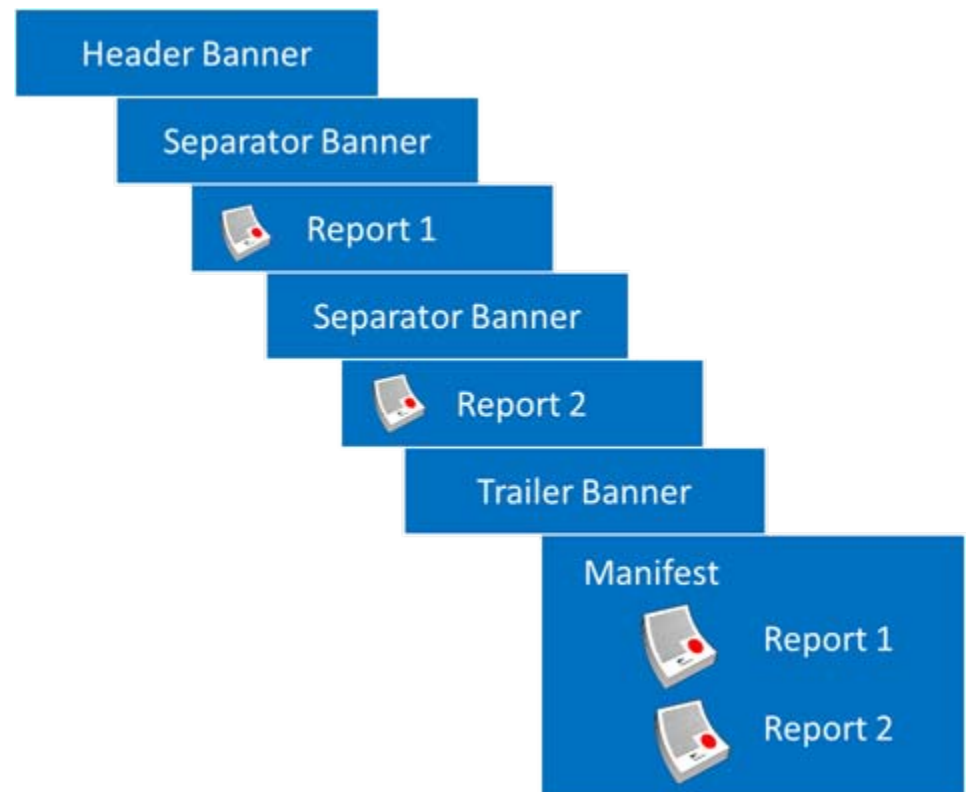 Header Banner
Separator Banner
Report 1
Separator Banner
Report 2
Trailer Banner
Manifest
Report 1
Report 2